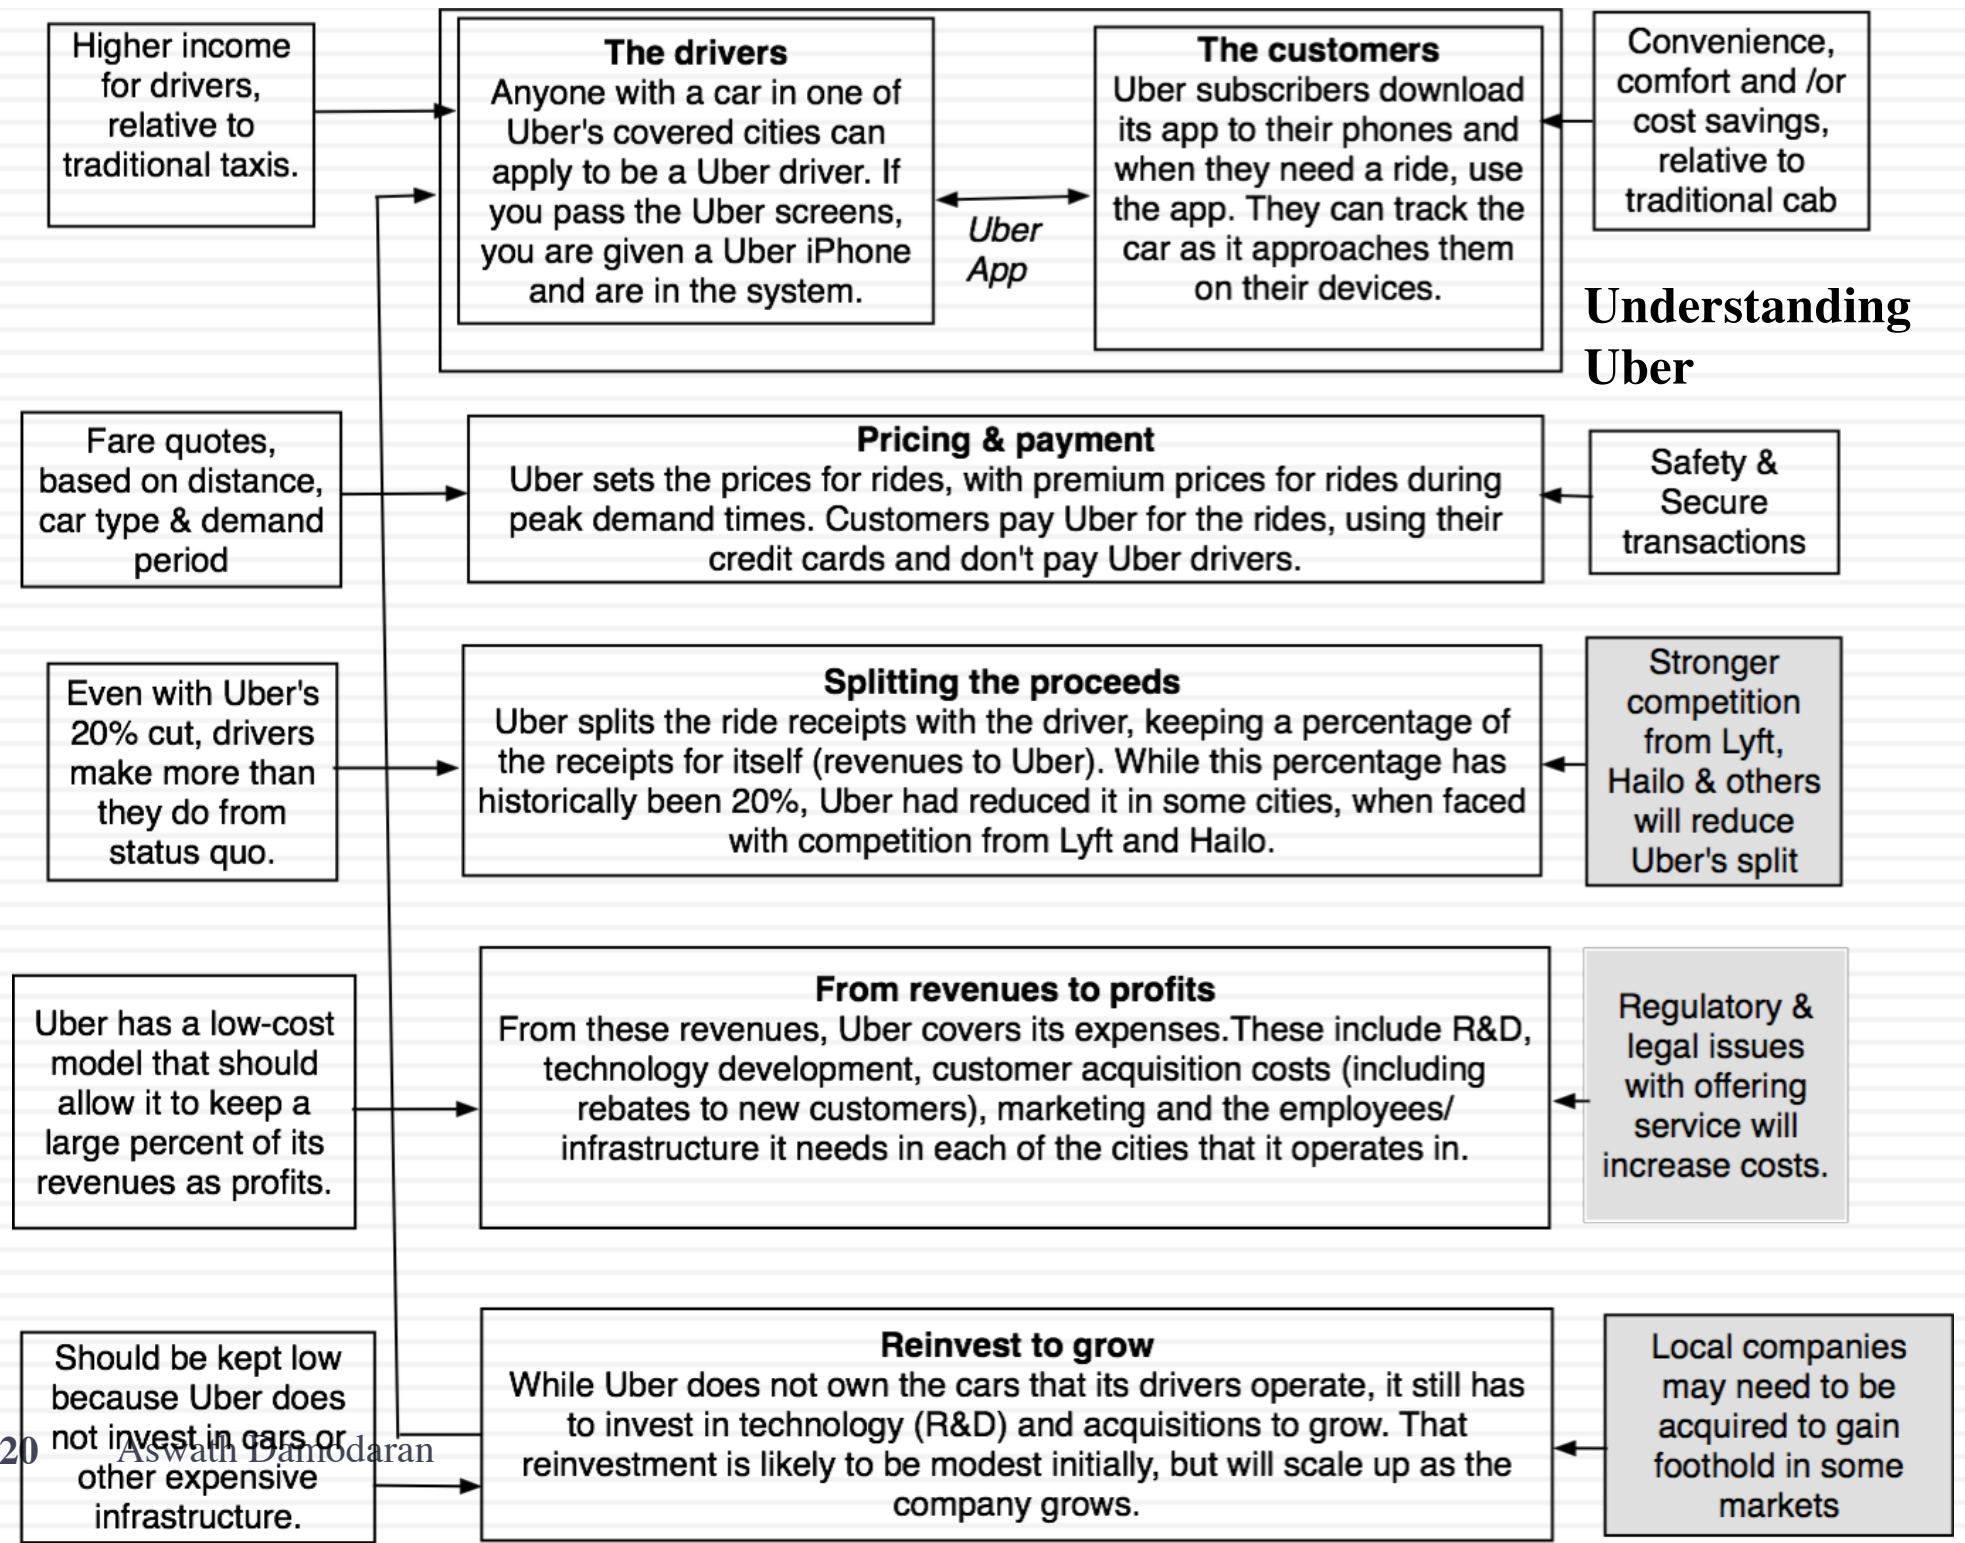 Higher income
for drivers,
relative to
traditional taxis.
The drivers
Anyone with a car in one of
Uber's covered cities can
apply to be a Uber driver. If
you pass the Uber screens,
you are given a Uber iPhone
and are in the system.
Uber
App
The customers
Uber subscribers download
its app to their phones and
when they need a ride, use
the app. They can track the
car as it approaches them
on their devices.
Convenience,
comfort and /or
cost savings,
relative to
traditional cab
Understanding
Uber
Fare quotes,
based on distance,
car type & demand
period
Pricing & payment
Uber sets the prices for rides, with premium prices for rides during
peak demand times. Customers pay Uber for the rides, using their
credit cards and don't pay Uber drivers.
Safety &
Secure
transactions
Even with Uber's
20% cut, drivers
make more than
they do from
status quo.
Splitting the proceeds
Uber splits the ride receipts with the driver, keeping a percentage of
the receipts for itself (revenues to Uber). While this percentage has
historically been 20%, Uber had reduced it in some cities, when faced
with competition from Lyft and Hailo.
Stronger
competition
from Lyft,
Hailo & others
will reduce
Uber's split
Uber has a low-cost
model that should
allow it to keep a
large percent of its
revenues as profits.
From revenues to profits
From these revenues, Uber covers its expenses.These include R&D,
technology development, customer acquisition costs (including
rebates to new customers), marketing and the employees/
infrastructure it needs in each of the cities that it operates in.
Regulatory &
legal issues
with offering
service will
increase costs.
Should be kept low
because Uber does
not invest in cars or
other expensive
infrastructure.
20 Aswath Damodaran
Reinvest to grow
While Uber does not own the cars that its drivers operate, it still has
to invest in technology (R&D) and acquisitions to grow. That
reinvestment is likely to be modest initially, but will scale up as the
company grows.
Local companies
may need to be
acquired to gain
foothold in some
markets